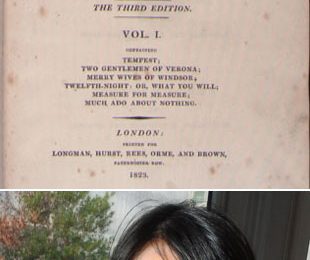 THE THIRD EDITION.
VOL. I.
CONTAINING
TEMPEST;
TWO GENTLEMEN OF VERONA;
MERRY WIVES OF WINDSOR;
TWELFTH-NIGHT: OR, WHAT YOU WILL;
MEASURE FOR MEASURE;
MUCH ADO ABOUT NOTHING.
LONDON:
PRINTED FOR
LONGMAN, HURST, REES, ORME, AND BROWN,
PATERNOSTER-ROW.
1823.